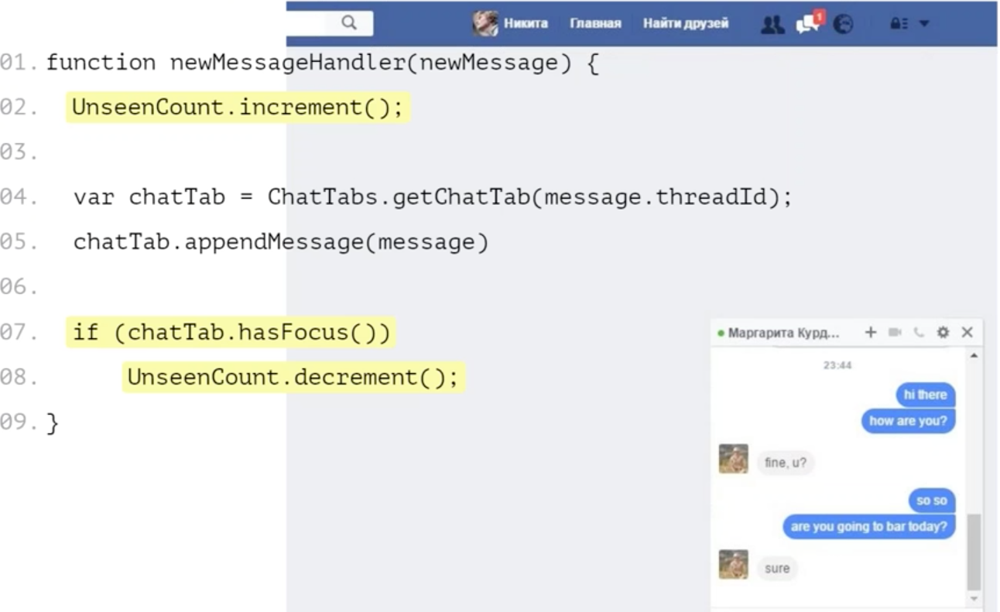 Никита Главная Найти друзей 1
01. function newMessageHandler(newMessage) {
02. UnseenCount.increment();
03.
04. var chatTab = ChatTabs.getChatTab(message.threadId);
05. chatTab.appendMessage(message)
06.
07. if (chatTab.hasFocus())
08. UnseenCount.decrement();
09. }
Маргарита Курд...
23:44
hi there
how are you?
fine, u?
so so
are you going to bar today?
sure